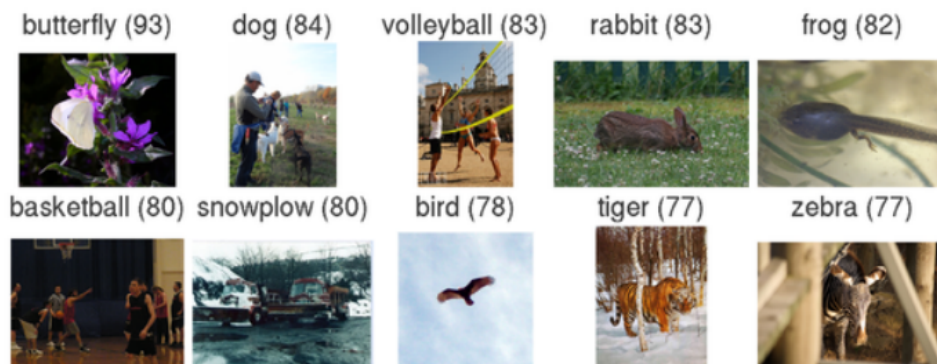 butterfly (93) dog (84) volleyball (83) rabbit (83) frog (82)
basketball (80) snowplow (80) bird (78) tiger (77) zebra (77)